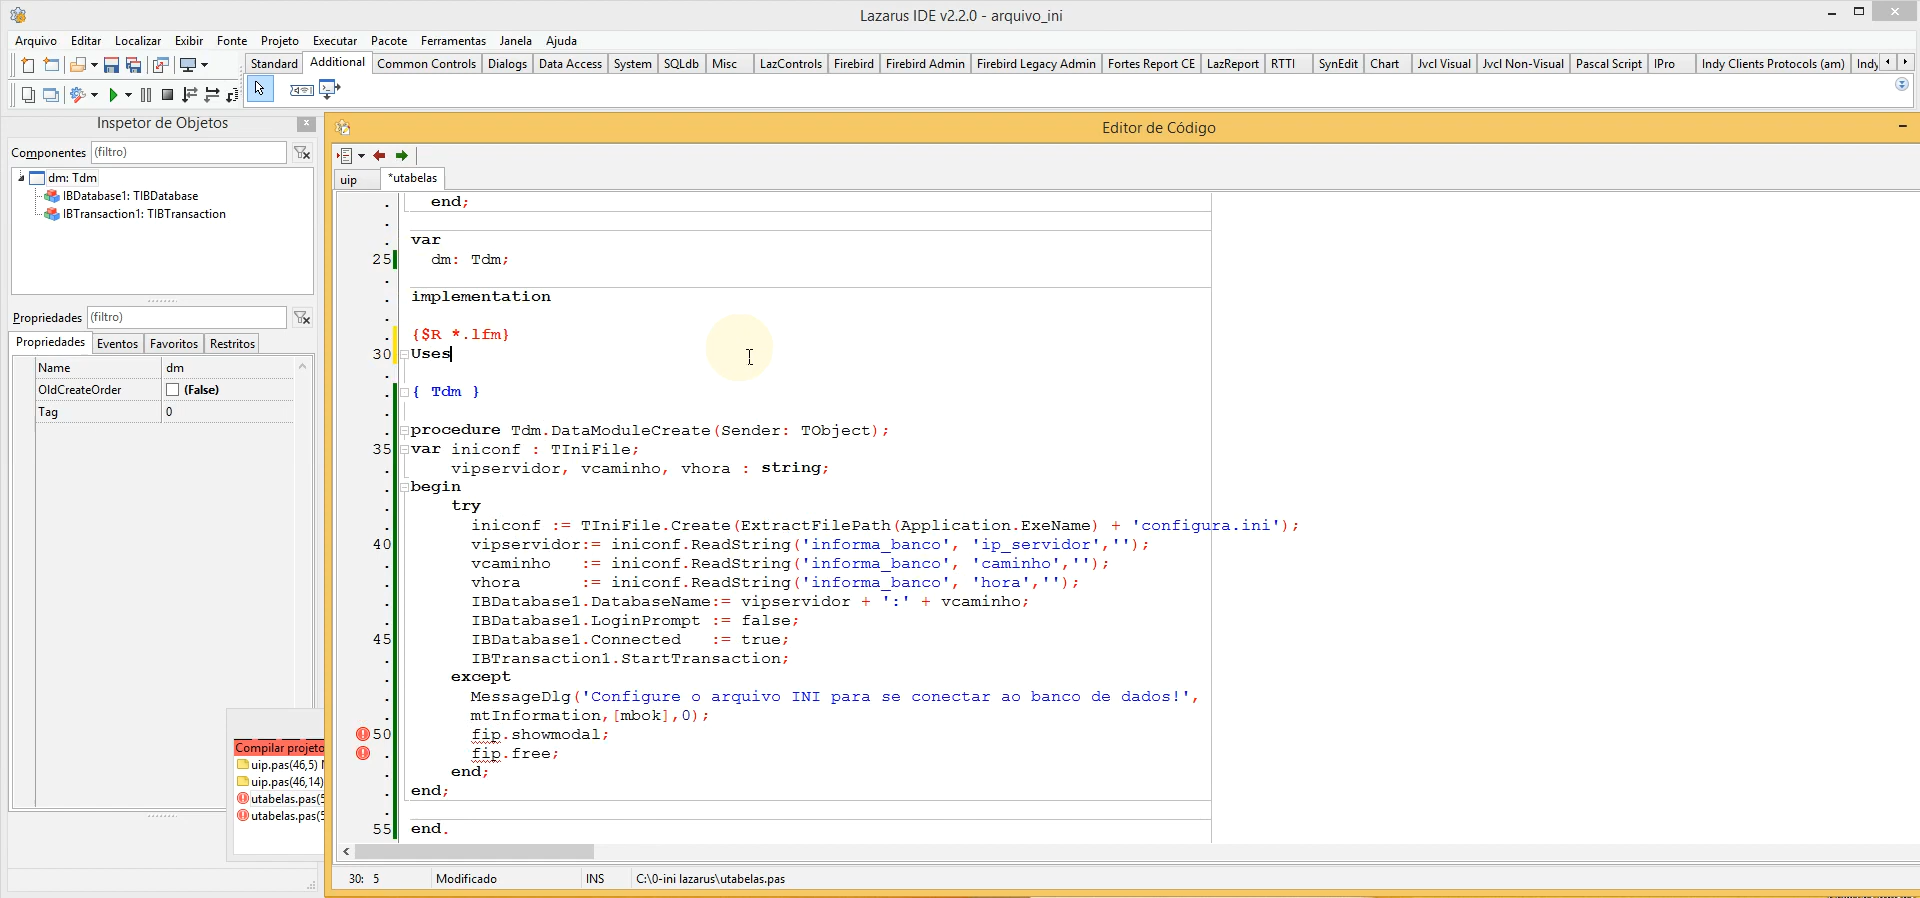 Lazarus IDE v2.2.0 - arquivo_ini
Arquivo Editar Localizar Exibir Fonte Projeto Executar Pacote Ferramentas Janela Ajuda
Standard Additional Common Controls Dialogs Data Access System SQLdb Misc LazControls Firebird Firebird Admin Firebird Legacy Admin Fortes Report CE LazReport RTTI SynEdit Chart Jvcl Visual Jvcl Non-Visual Pascal Script IPro Indy Clients Protocols (am) Indy
Inspetor de Objetos
Editor de Código
Componentes (filtro)
dm: Tdm
IBDatabase1: TIBDatabase
IBTransaction1: TIBTransaction
Propriedades (filtro)
Propriedades Eventos Favoritos Restritos
Name dm
OldCreateOrder (False)
Tag 0
Compilar projeto
uip.pas(46,5)
uip.pas(46,14)
utabelas.pas(5
utabelas.pas(5
uip *utabelas
end;
var
25 dm: Tdm;
implementation
{$R *.lfm}
30 Uses
{ Tdm }
procedure Tdm.DataModuleCreate(Sender: TObject);
35 var iniconf : TIniFile;
vipservidor, vcaminho, vhora : string;
begin
try
iniconf := TIniFile.Create(ExtractFilePath(Application.ExeName) + 'configura.ini');
40 vipservidor:= iniconf.ReadString('informa_banco', 'ip_servidor','');
vcaminho := iniconf.ReadString('informa_banco', 'caminho','');
vhora := iniconf.ReadString('informa_banco', 'hora','');
IBDatabase1.DatabaseName:= vipservidor + ':' + vcaminho;
IBDatabase1.LoginPrompt := false;
45 IBDatabase1.Connected := true;
IBTransaction1.StartTransaction;
except
MessageDlg('Configure o arquivo INI para se conectar ao banco de dados!',
mtInformation,[mbok],0);
50 fip.showmodal;
fip.free;
end;
end;
55 end.
30: 5 Modificado INS C:\0-ini lazarus\utabelas.pas